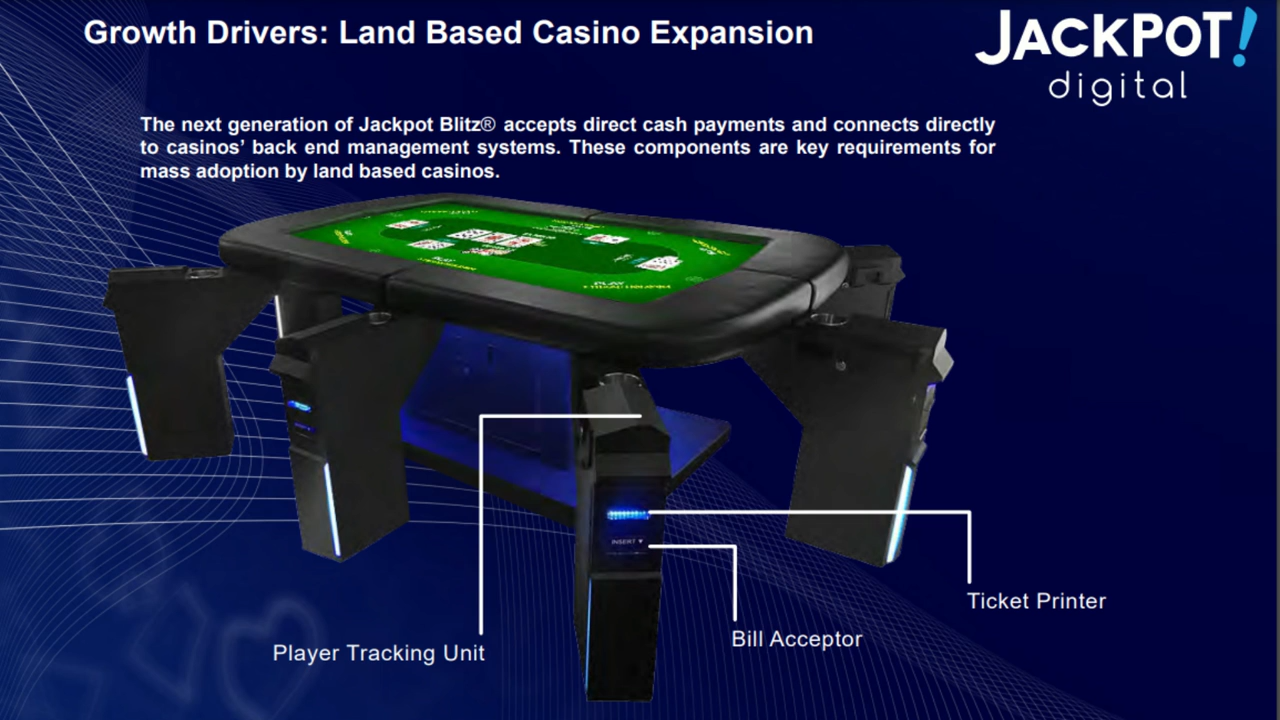 Growth Drivers: Land Based Casino Expansion
JACKPOT!
digital
The next generation of Jackpot Blitz® accepts direct cash payments and connects directly
to casinos’ back end management systems. These components are key requirements for
mass adoption by land based casinos.
PLAY
INSERT ▼
Ticket Printer
Bill Acceptor
Player Tracking Unit